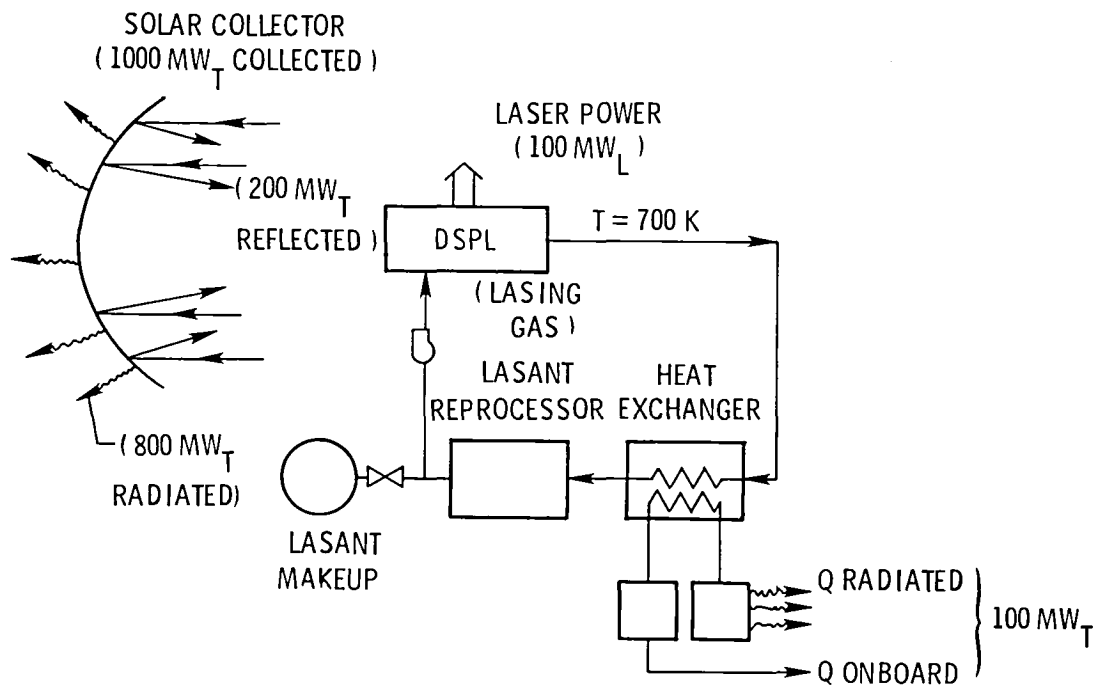 SOLAR COLLECTOR
( 1000 MW_T COLLECTED )
LASER POWER
( 100 MW_L )
( 200 MW_T
REFLECTED )
DSPL
T = 700 K
( LASING
GAS )
LASANT
REPROCESSOR
HEAT
EXCHANGER
( 800 MW_T
RADIATED)
LASANT
MAKEUP
Q RADIATED
100 MW_T
Q ONBOARD